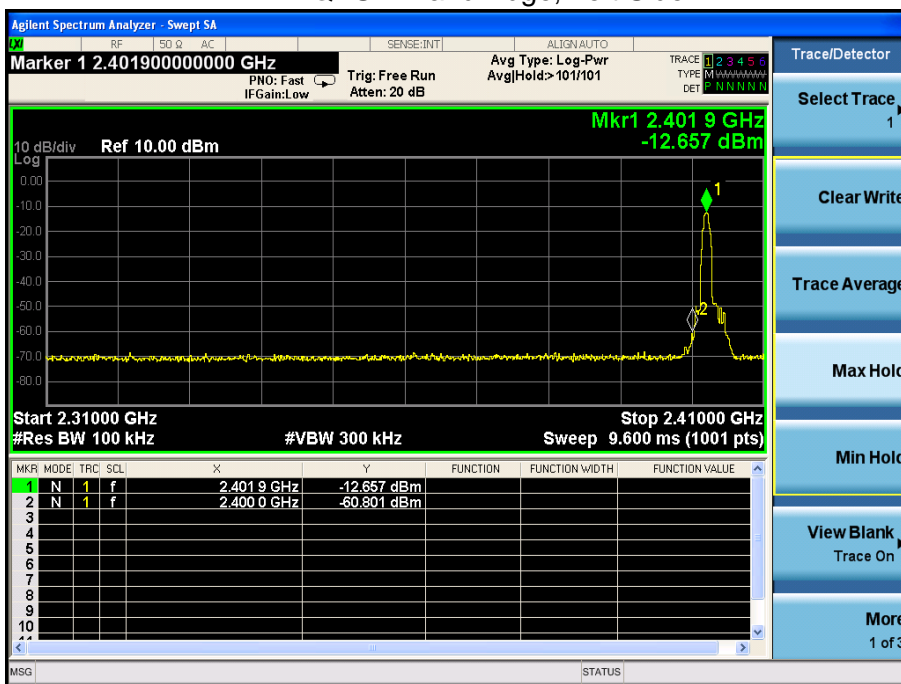 Agilent Spectrum Analyzer - Swept SA
LXI RF 50 Ω AC SENSE:INT ALIGNAUTO
Marker 1 2.401900000000 GHz
PNO: Fast
IFGain:Low
Trig: Free Run
Atten: 20 dB
Avg Type: Log-Pwr
Avg|Hold:>101/101
TRACE 1 2 3 4 5 6
TYPE M
DET P N N N N N
Mkr1 2.401 9 GHz
-12.657 dBm
10 dB/div Ref 10.00 dBm
Log
0.00
-10.0
-20.0
-30.0
-40.0
-50.0
-60.0
-70.0
-80.0
1
2
Start 2.31000 GHz Stop 2.41000 GHz
#Res BW 100 kHz #VBW 300 kHz Sweep 9.600 ms (1001 pts)
MKR MODE TRC SCL X Y FUNCTION FUNCTION WIDTH FUNCTION VALUE
1 N 1 f 2.401 9 GHz -12.657 dBm
2 N 1 f 2.400 0 GHz -60.801 dBm
3
4
5
6
7
8
9
10
MSG STATUS
Trace/Detector
Select Trace
1
Clear Write
Trace Average
Max Hold
Min Hold
View Blank
Trace On
More
1 of 3